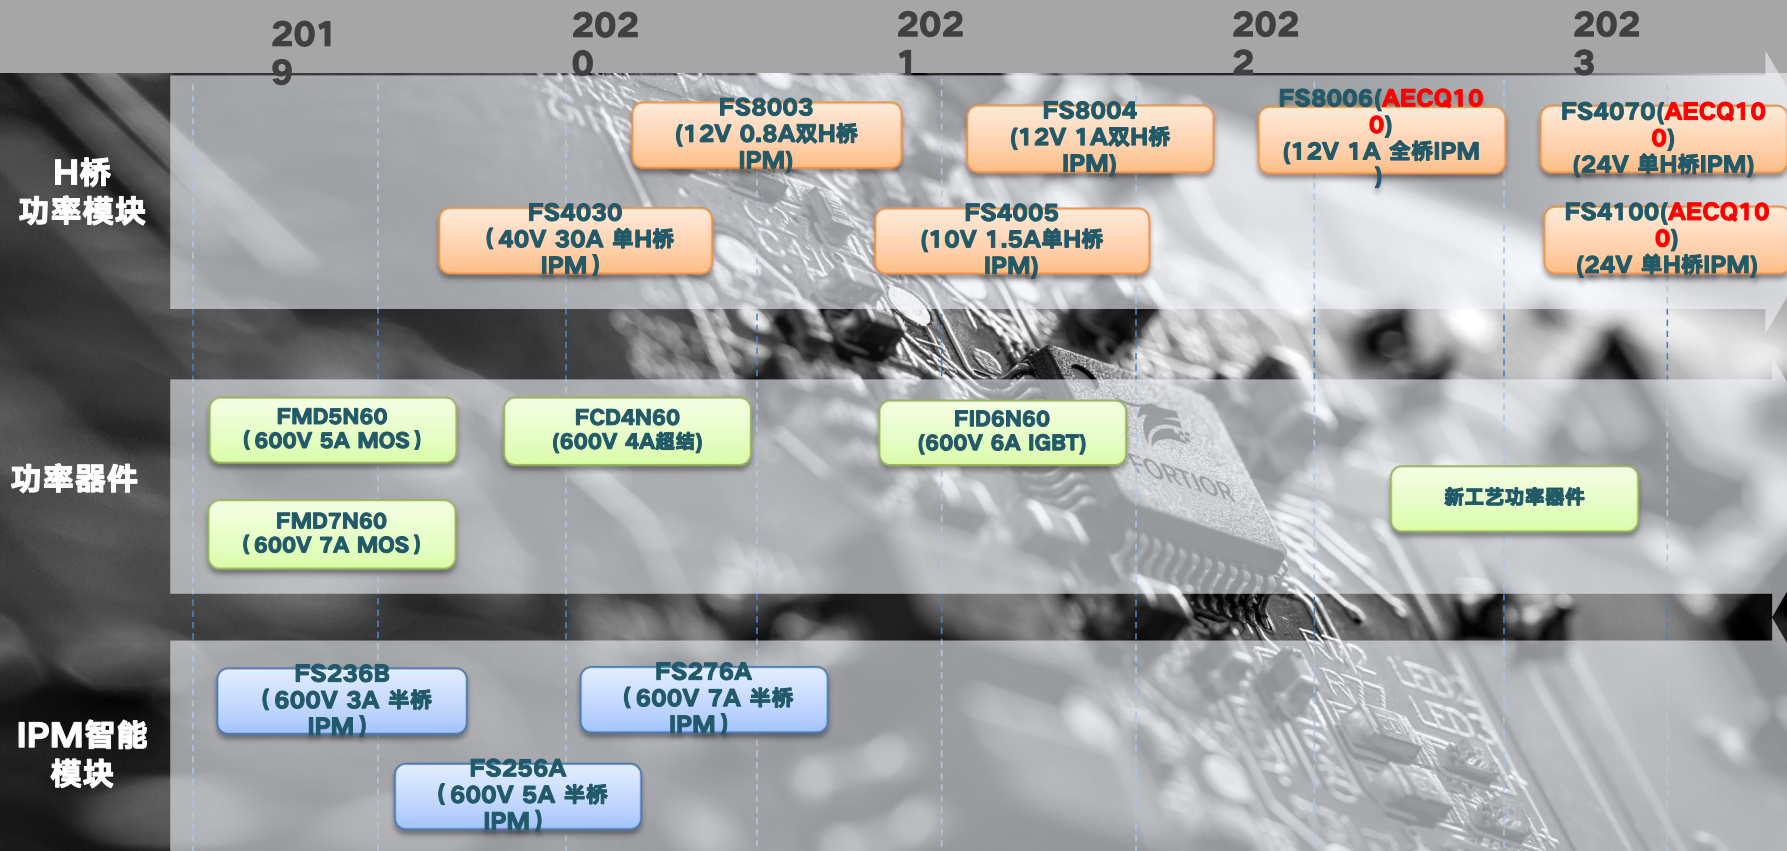 201
9
202
0
202
1
202
2
202
3
H桥
功率模块
FS8003
(12V 0.8A双H桥
IPM)
FS8004
(12V 1A双H桥
IPM)
FS8006(AECQ10
0)
(12V 1A 全桥IPM
)
FS4070(AECQ10
0)
(24V 单H桥IPM)
FS4030
（40V 30A 单H桥
IPM）
FS4005
(10V 1.5A单H桥
IPM)
FS4100(AECQ10
0)
(24V 单H桥IPM)
功率器件
FMD5N60
（600V 5A MOS）
FCD4N60
(600V 4A超结)
FID6N60
(600V 6A IGBT)
FORTIOR
新工艺功率器件
FMD7N60
（600V 7A MOS）
IPM智能
模块
FS236B
（600V 3A 半桥
IPM）
FS276A
（600V 7A 半桥
IPM）
FS256A
（600V 5A 半桥
IPM）